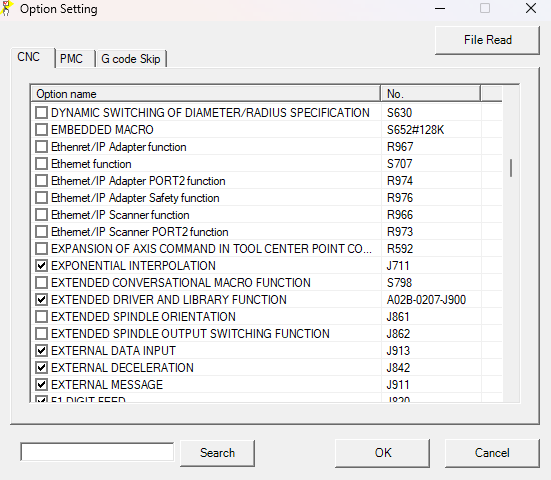 Option Setting
File Read
CNC PMC G code Skip
Option name No.
DYNAMIC SWITCHING OF DIAMETER/RADIUS SPECIFICATION S630
EMBEDDED MACRO S652#128K
Ethenret/IP Adapter function R967
Ethernet function S707
Ethernet/IP Adapter PORT2 function R974
Ethernet/IP Adapter Safety function R976
Ethernet/IP Scanner function R966
Ethernet/IP Scanner PORT2 function R973
EXPANSION OF AXIS COMMAND IN TOOL CENTER POINT CO... R592
EXPONENTIAL INTERPOLATION J711
EXTENDED CONVERSATIONAL MACRO FUNCTION S798
EXTENDED DRIVER AND LIBRARY FUNCTION A02B-0207-J900
EXTENDED SPINDLE ORIENTATION J861
EXTENDED SPINDLE OUTPUT SWITCHING FUNCTION J862
EXTERNAL DATA INPUT J913
EXTERNAL DECELERATION J842
EXTERNAL MESSAGE J911
F1 DIGIT FEED J820
Search OK Cancel